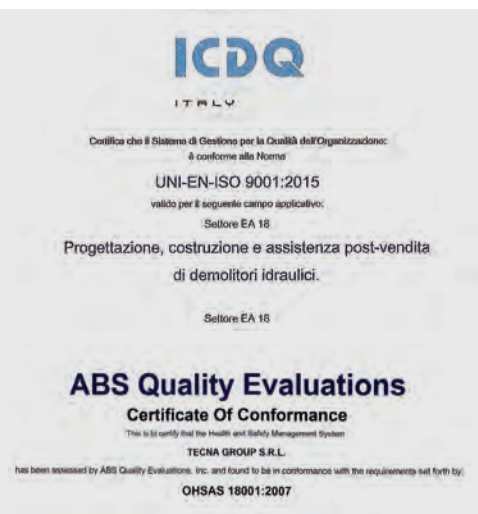 ICDQ
ITALY
Certifica che il Sistema di Gestione per la Qualità dell'Organizzazione:
è conforme alla Norma
UNI-EN-ISO 9001:2015
valido per il seguente campo applicativo:
Settore EA 18
Progettazione, costruzione e assistenza post-vendita
di demolitori idraulici.
Settore EA 18
ABS Quality Evaluations
Certificate Of Conformance
This is to certify that the Health and Safety Management System
TECNA GROUP S.R.L.
has been assessed by ABS Quality Evaluations, Inc. and found to be in conformance with the requirements set forth by:
OHSAS 18001:2007